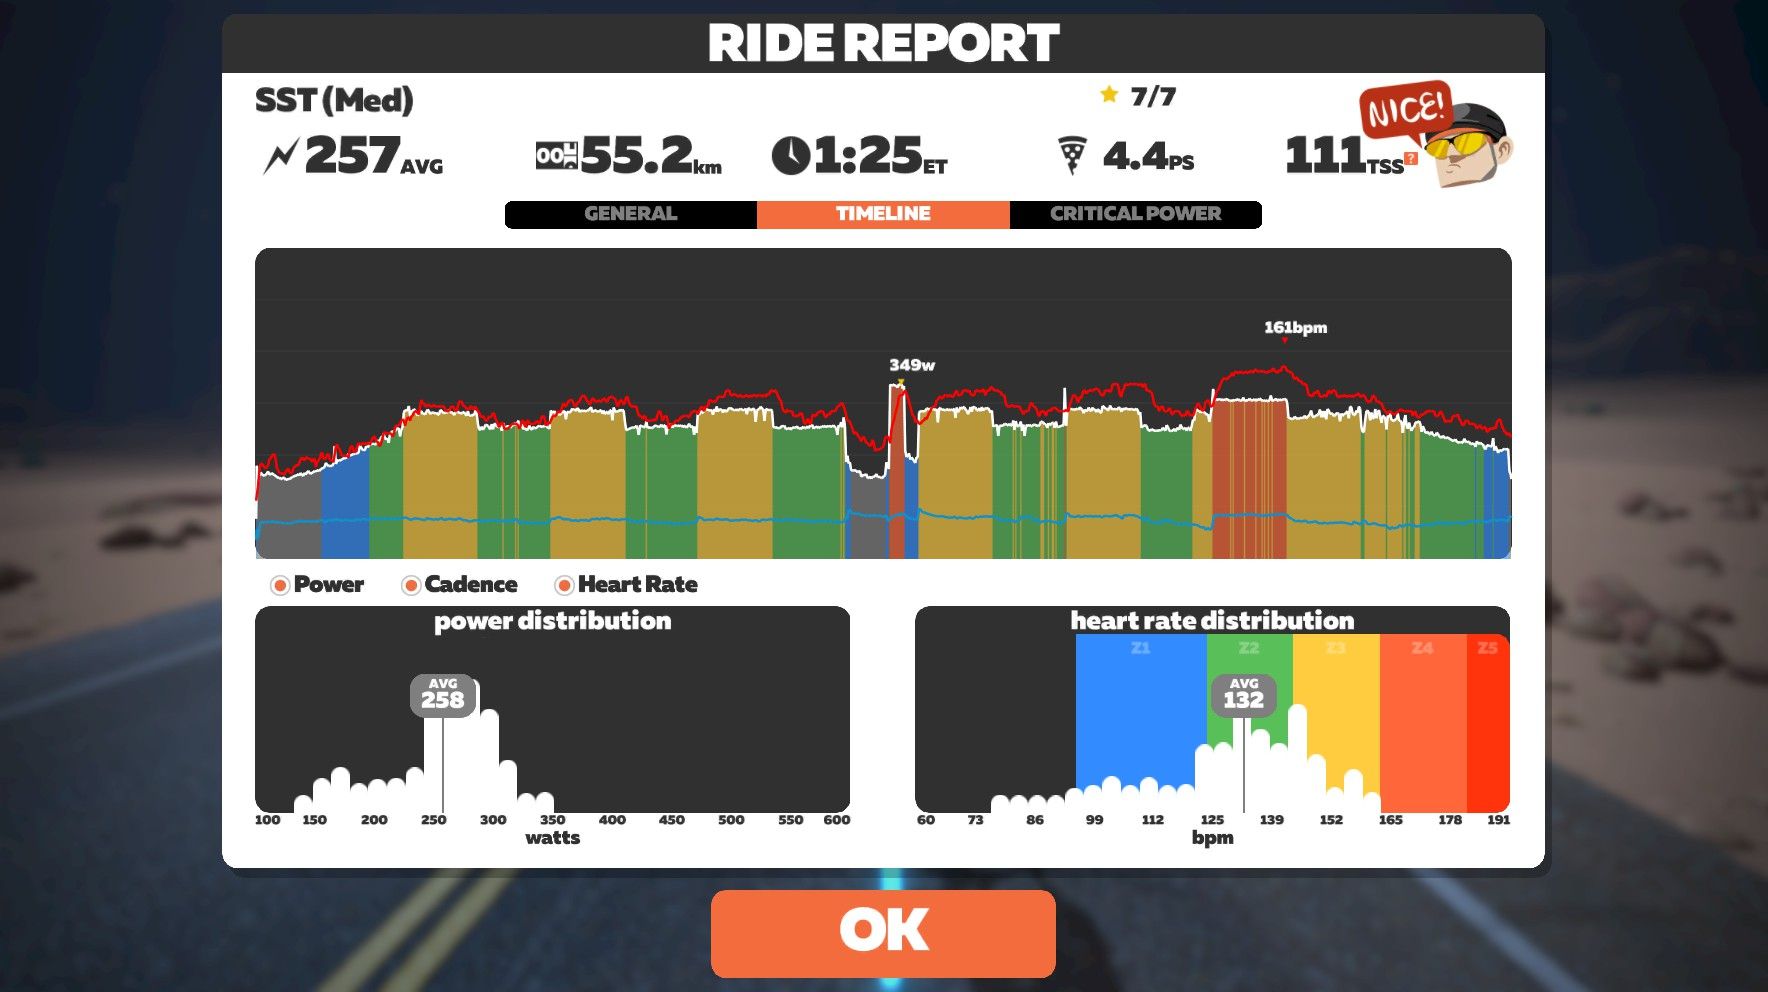 RIDE REPORT
SST (Med)
7/7
NICE!
257AVG
55.2km
1:25ET
4.4PS
111TSS?
GENERAL
TIMELINE
CRITICAL POWER
161bpm
349w
Power
Cadence
Heart Rate
power distribution
AVG
258
100 150 200 250 300 350 400 450 500 550 600
watts
heart rate distribution
Z1 Z2 Z3 Z4 Z5
AVG
132
60 73 86 99 112 125 139 152 165 178 191
bpm
OK